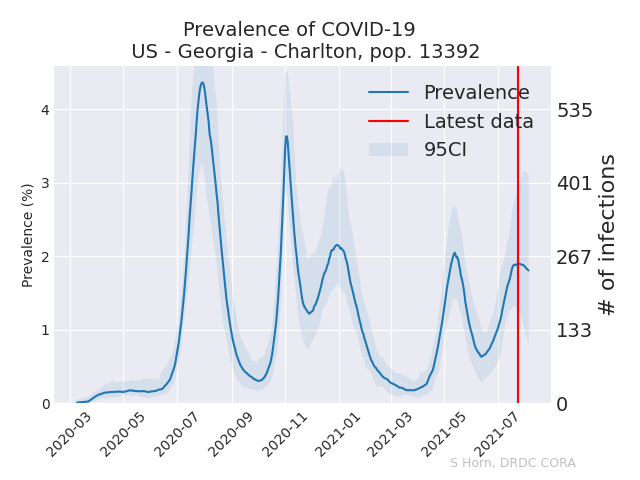 Prevalence of COVID-19
US - Georgia - Charlton, pop. 13392
Prevalence
Latest data
95CI
Prevalence (%)
4
3
2
1
0
535
401
267
133
0
# of infections
2020-03
2020-05
2020-07
2020-09
2020-11
2021-01
2021-03
2021-05
2021-07
S Horn, DRDC CORA